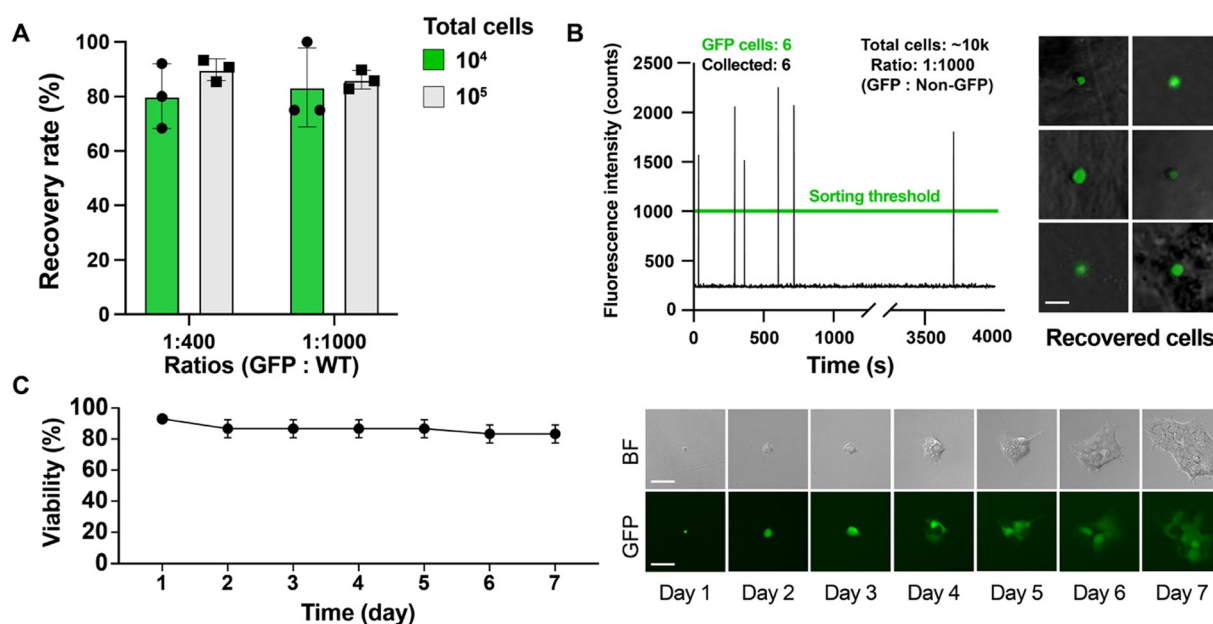 A
Recovery rate (%)
100
80
60
40
20
0
1:400
1:1000
Ratios (GFP : WT)
Total cells
10⁴
10⁵
B
Fluorescence intensity (counts)
2500
2000
1500
1000
500
0
GFP cells: 6
Collected: 6
Total cells: ~10k
Ratio: 1:1000
(GFP : Non-GFP)
Sorting threshold
0
500
1000
3500
4000
Time (s)
Recovered cells
C
Viability (%)
100
80
60
40
20
0
1
2
3
4
5
6
7
Time (day)
BF
GFP
Day 1
Day 2
Day 3
Day 4
Day 5
Day 6
Day 7